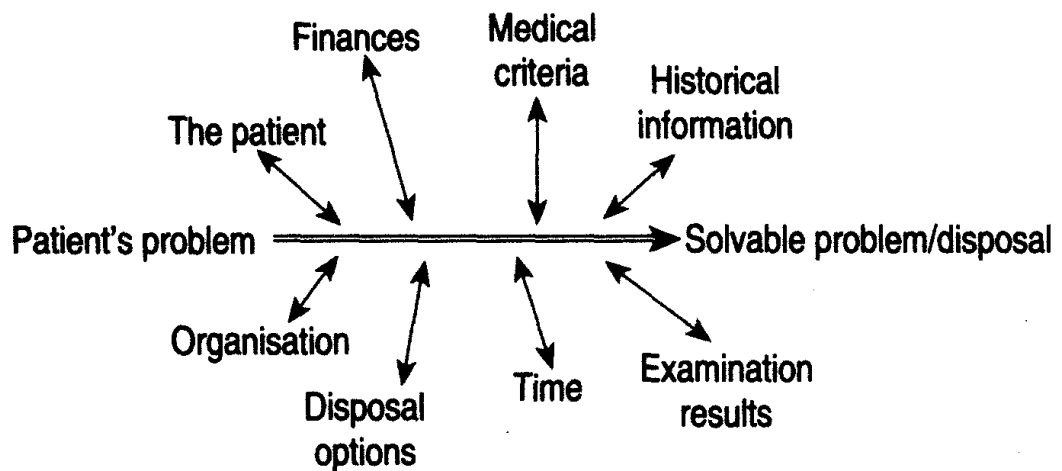 Finances
Medical
criteria
Historical
information
The patient
Patient's problem
Solvable problem/disposal
Organisation
Disposal
options
Time
Examination
results